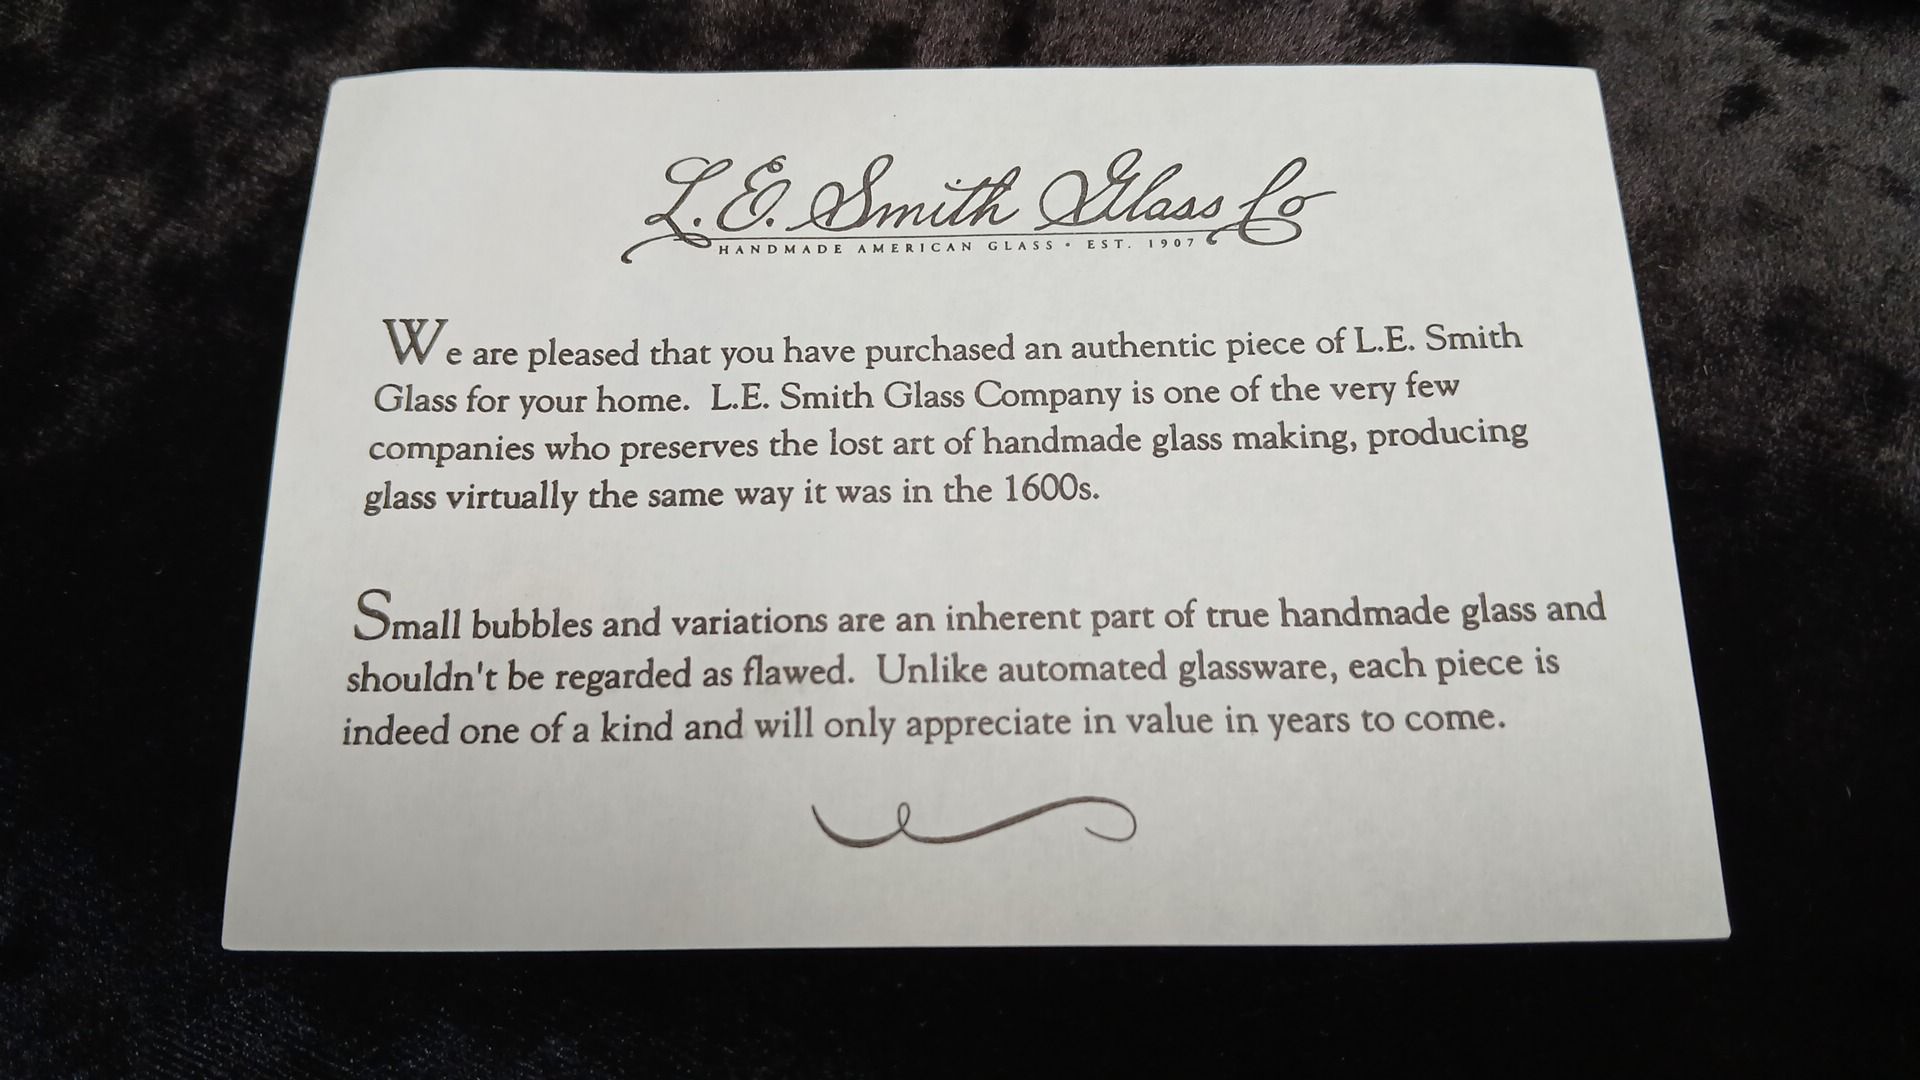 L.E. Smith Glass Co
HANDMADE AMERICAN GLASS • EST. 1907
We are pleased that you have purchased an authentic piece of L.E. Smith
Glass for your home.  L.E. Smith Glass Company is one of the very few
companies who preserves the lost art of handmade glass making, producing
glass virtually the same way it was in the 1600s.
Small bubbles and variations are an inherent part of true handmade glass and
shouldn't be regarded as flawed.  Unlike automated glassware, each piece is
indeed one of a kind and will only appreciate in value in years to come.